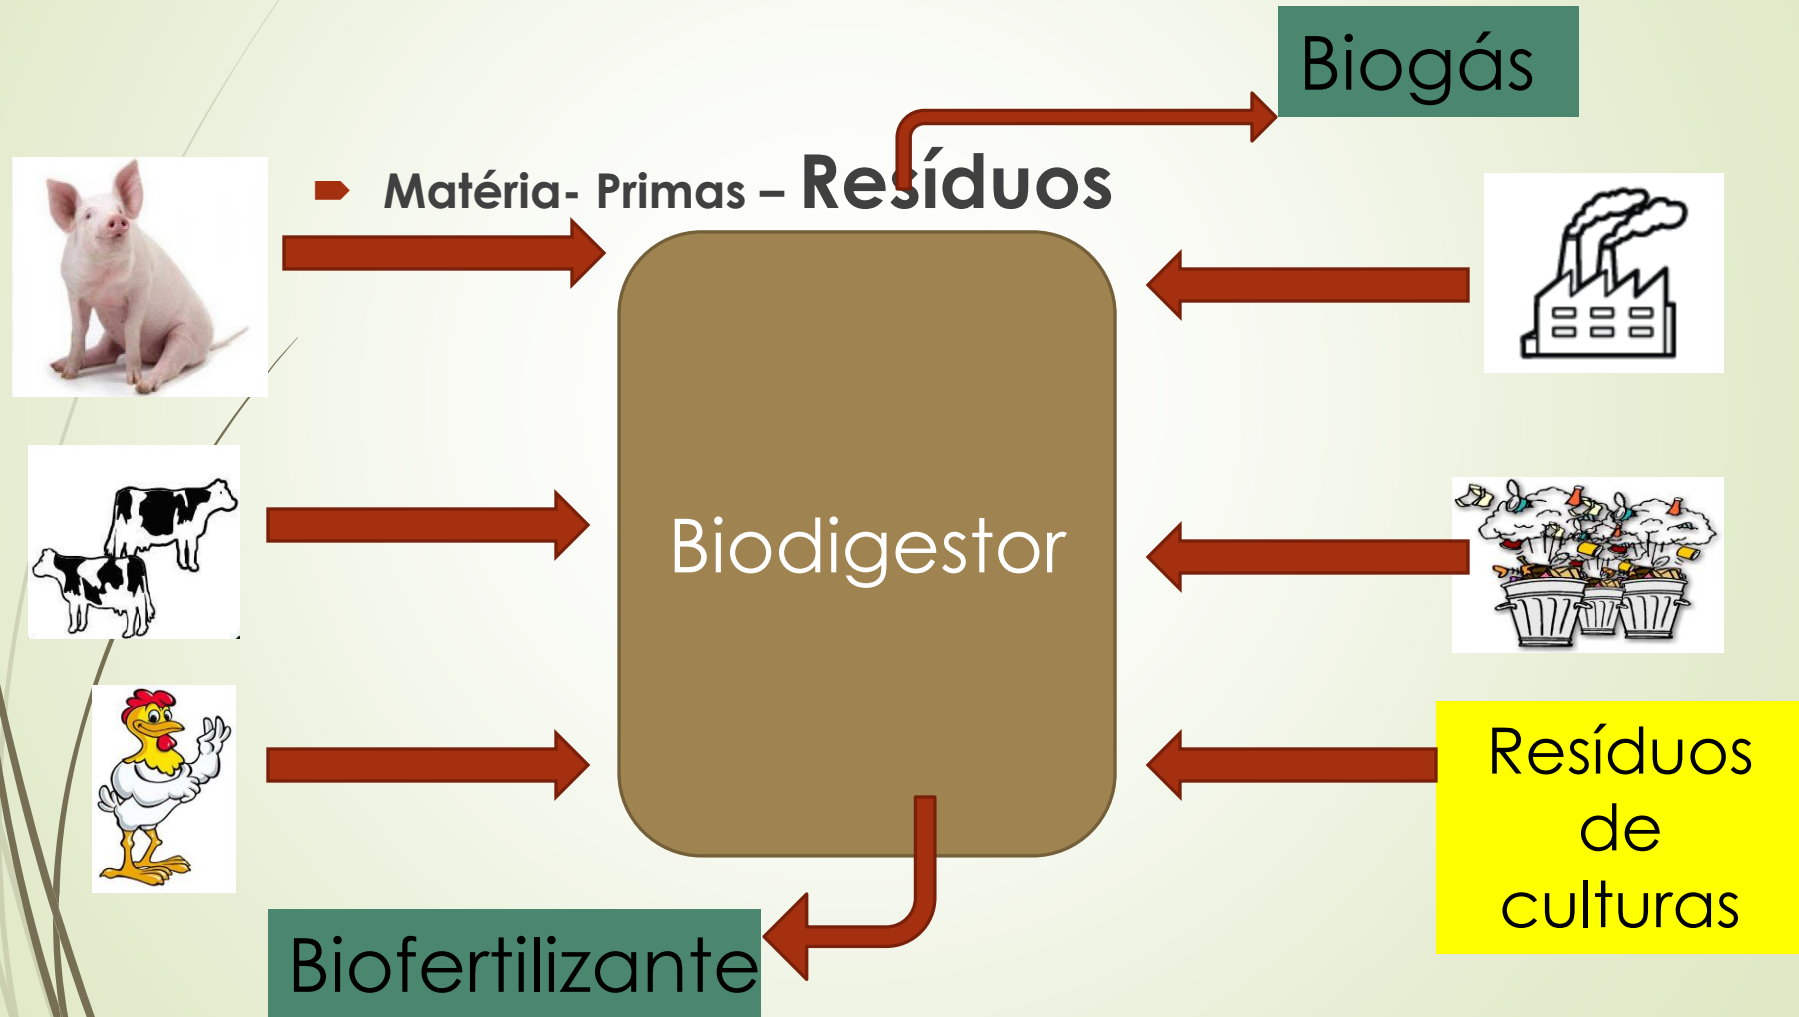 Biogás
Matéria- Primas – Resíduos
Biodigestor
Resíduos
de
culturas
Biofertilizante